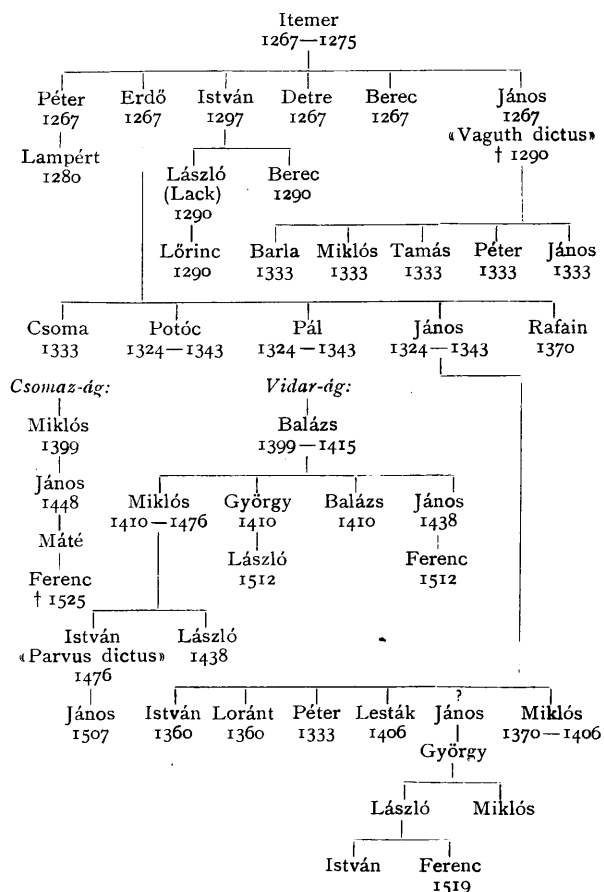 Itemer
1267—1275
Péter Erdő István Detre Berec János
1267 1267 1297 1267 1267 1267
«Vaguth dictus»
Lampért † 1290
1280
László Berec
(Lack) 1290
1290
Lőrinc Barla Miklós Tamás Péter János
1290 1333 1333 1333 1333 1333
Csoma Potóc Pál János Rafain
1333 1324—1343 1324—1343 1324—1343 1370
Csomaz-ág: Vidar-ág:
Miklós Balázs
1399 1399—1415
János Miklós György Balázs János
1448 1410—1476 1410 1410 1438
Máté László Ferenc
1512 1512
Ferenc
† 1525
István László
«Parvus dictus» 1438
1476
?
János István Loránt Péter Lesták János Miklós
1507 1360 1360 1333 1406 1370—1406
György
László Miklós
István Ferenc
1519